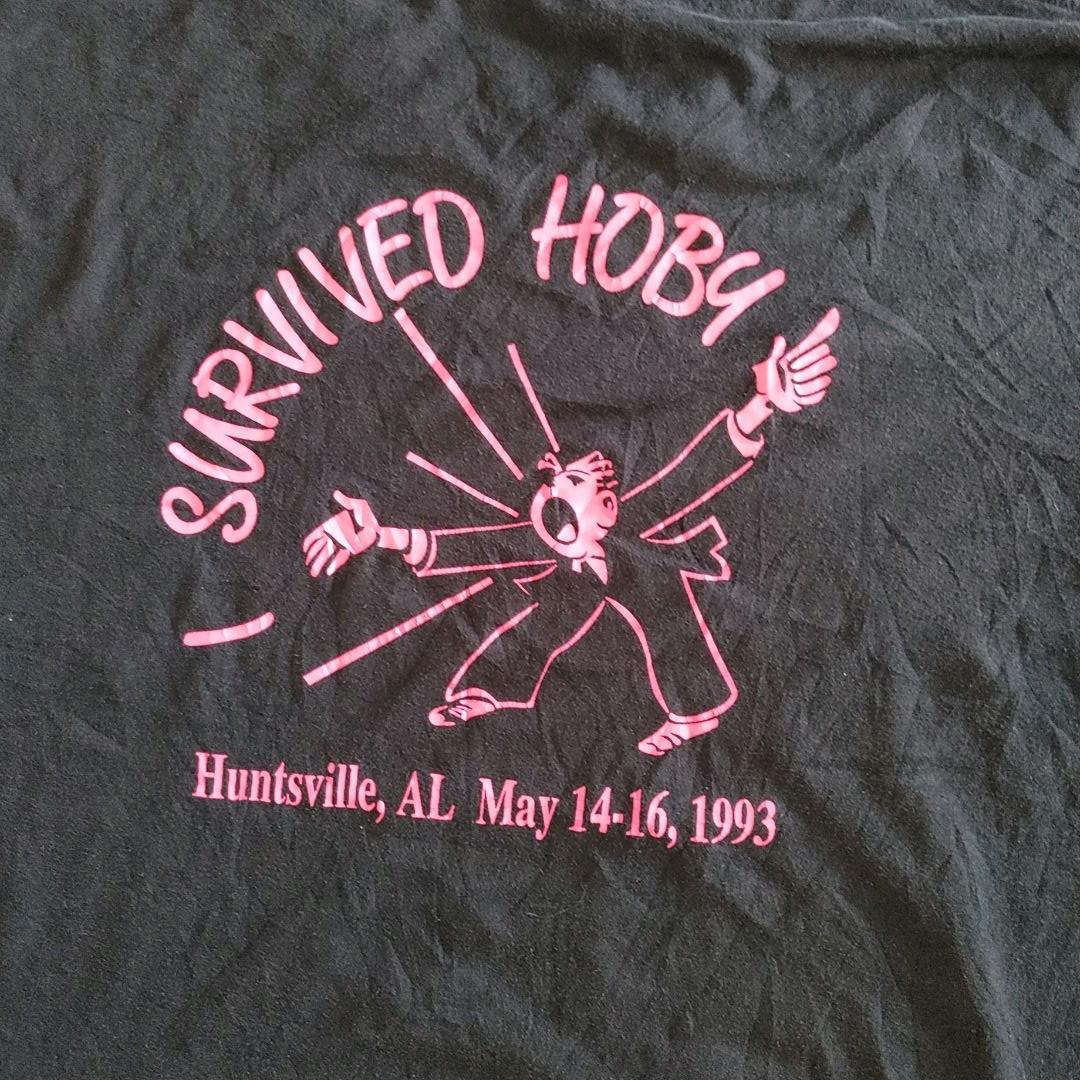 I SURVIVED HOBY
Huntsville, AL May 14-16, 1993